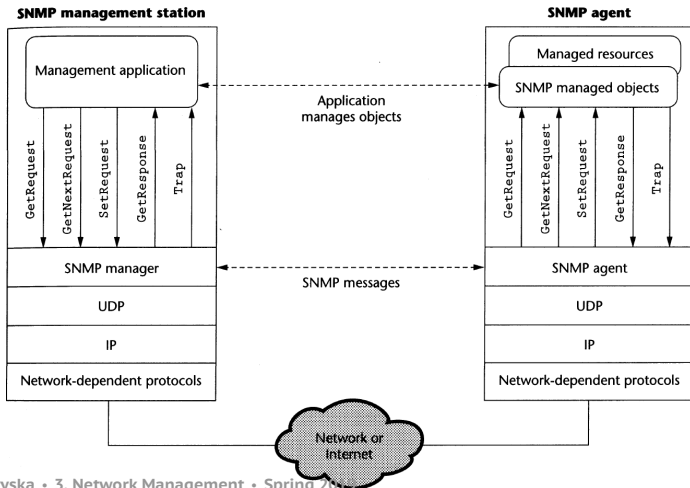 SNMP management station
SNMP agent
Management application
Managed resources
SNMP managed objects
Application
manages objects
GetRequest
GetNextRequest
SetRequest
GetResponse
Trap
GetRequest
GetNextRequest
SetRequest
GetResponse
Trap
SNMP manager
SNMP agent
SNMP messages
UDP
UDP
IP
IP
Network-dependent protocols
Network-dependent protocols
Network or
Internet
vska • 3. Network Management • Spring